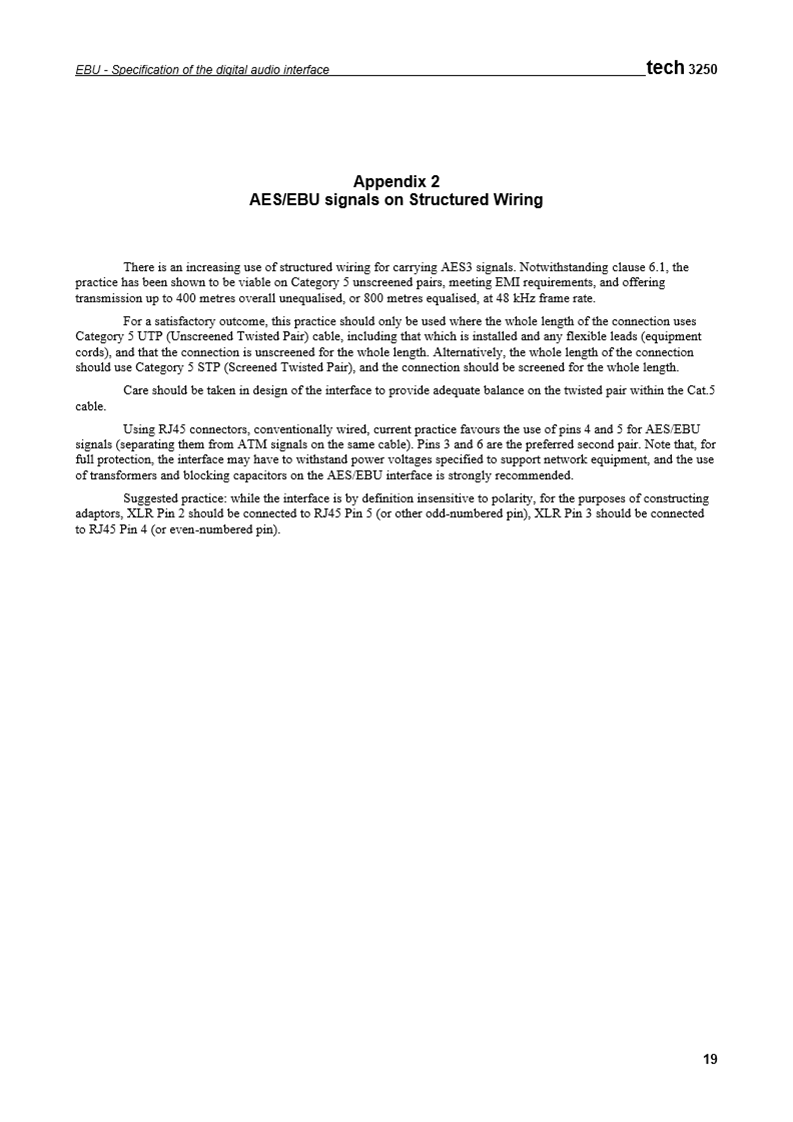 EBU - Specification of the digital audio interface tech 3250
Appendix 2
AES/EBU signals on Structured Wiring
There is an increasing use of structured wiring for carrying AES3 signals. Notwithstanding clause 6.1, the
practice has been shown to be viable on Category 5 unscreened pairs, meeting EMI requirements, and offering
transmission up to 400 metres overall unequalised, or 800 metres equalised, at 48 kHz frame rate.
For a satisfactory outcome, this practice should only be used where the whole length of the connection uses
Category 5 UTP (Unscreened Twisted Pair) cable, including that which is installed and any flexible leads (equipment
cords), and that the connection is unscreened for the whole length. Alternatively, the whole length of the connection
should use Category 5 STP (Screened Twisted Pair), and the connection should be screened for the whole length.
Care should be taken in design of the interface to provide adequate balance on the twisted pair within the Cat.5
cable.
Using RJ45 connectors, conventionally wired, current practice favours the use of pins 4 and 5 for AES/EBU
signals (separating them from ATM signals on the same cable). Pins 3 and 6 are the preferred second pair. Note that, for
full protection, the interface may have to withstand power voltages specified to support network equipment, and the use
of transformers and blocking capacitors on the AES/EBU interface is strongly recommended.
Suggested practice: while the interface is by definition insensitive to polarity, for the purposes of constructing
adaptors, XLR Pin 2 should be connected to RJ45 Pin 5 (or other odd-numbered pin), XLR Pin 3 should be connected
to RJ45 Pin 4 (or even-numbered pin).
19